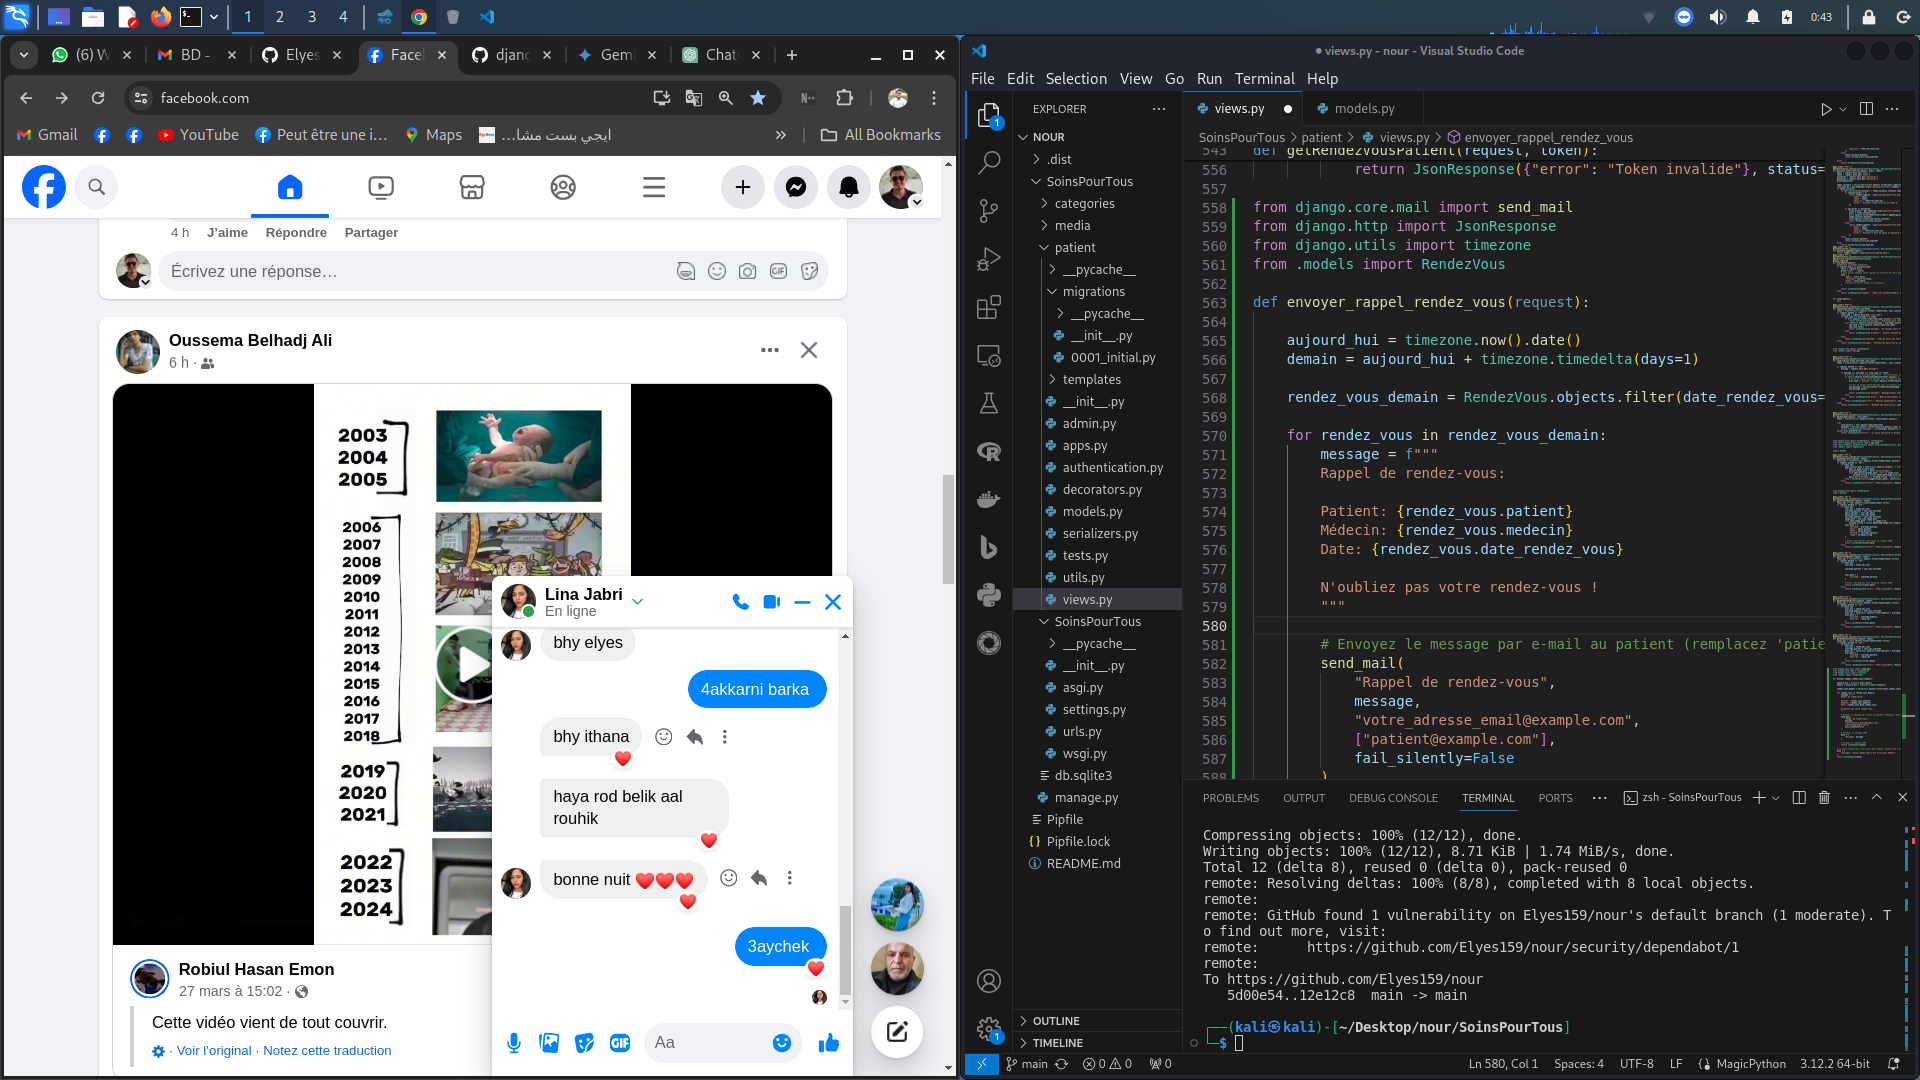 1 2 3 4
0:43
(6) W
BD -
Elyes
Facel
djanc
Gemi
Chat
facebook.com
Gmail
YouTube
Peut être une i…
Maps
ايجي بست مشا…
All Bookmarks
4 h J'aime Répondre Partager
Écrivez une réponse…
Oussema Belhadj Ali
6 h ·
2003
2004
2005
2006
2007
2008
2009
2010
2011
2012
2013
2014
2015
2016
2017
2018
2019
2020
2021
2022
2023
2024
Robiul Hasan Emon
27 mars à 15:02 ·
Cette vidéo vient de tout couvrir.
· Voir l'original · Notez cette traduction
Lina Jabri
En ligne
bhy elyes
4akkarni barka
bhy ithana
haya rod belik aal
rouhik
bonne nuit ❤️❤️❤️
3aychek
GIF
Aa
● views.py - nour - Visual Studio Code
File Edit Selection View Go Run Terminal Help
EXPLORER
NOUR
.dist
SoinsPourTous
categories
media
patient
__pycache__
migrations
__pycache__
__init__.py
0001_initial.py
templates
__init__.py
admin.py
apps.py
authentication.py
decorators.py
models.py
serializers.py
tests.py
utils.py
views.py
SoinsPourTous
__pycache__
__init__.py
asgi.py
settings.py
urls.py
wsgi.py
db.sqlite3
manage.py
Pipfile
Pipfile.lock
README.md
OUTLINE
TIMELINE
views.py
models.py
SoinsPourTous > patient > views.py > envoyer_rappel_rendez_vous
543 def getRendezVousPatient(request, token):
556 return JsonResponse({"error": "Token invalide"}, status=
557
558 from django.core.mail import send_mail
559 from django.http import JsonResponse
560 from django.utils import timezone
561 from .models import RendezVous
562
563 def envoyer_rappel_rendez_vous(request):
564
565 aujourd_hui = timezone.now().date()
566 demain = aujourd_hui + timezone.timedelta(days=1)
567
568 rendez_vous_demain = RendezVous.objects.filter(date_rendez_vous=
569
570 for rendez_vous in rendez_vous_demain:
571 message = f"""
572 Rappel de rendez-vous:
573
574 Patient: {rendez_vous.patient}
575 Médecin: {rendez_vous.medecin}
576 Date: {rendez_vous.date_rendez_vous}
577
578 N'oubliez pas votre rendez-vous !
579 """
580
581 # Envoyez le message par e-mail au patient (remplacez 'patie
582 send_mail(
583 "Rappel de rendez-vous",
584 message,
585 "votre_adresse_email@example.com",
586 ["patient@example.com"],
587 fail_silently=False
588 )
PROBLEMS OUTPUT DEBUG CONSOLE TERMINAL PORTS
zsh - SoinsPourTous
Compressing objects: 100% (12/12), done.
Writing objects: 100% (12/12), 8.71 KiB | 1.74 MiB/s, done.
Total 12 (delta 8), reused 0 (delta 0), pack-reused 0
remote: Resolving deltas: 100% (8/8), completed with 8 local objects.
remote:
remote: GitHub found 1 vulnerability on Elyes159/nour's default branch (1 moderate). T
o find out more, visit:
remote: https://github.com/Elyes159/nour/security/dependabot/1
remote:
To https://github.com/Elyes159/nour
5d00e54..12e12c8 main -> main
(kali㉿kali)-[~/Desktop/nour/SoinsPourTous]
$
main
0 0
0
Ln 580, Col 1
Spaces: 4
UTF-8
LF
MagicPython
3.12.2 64-bit